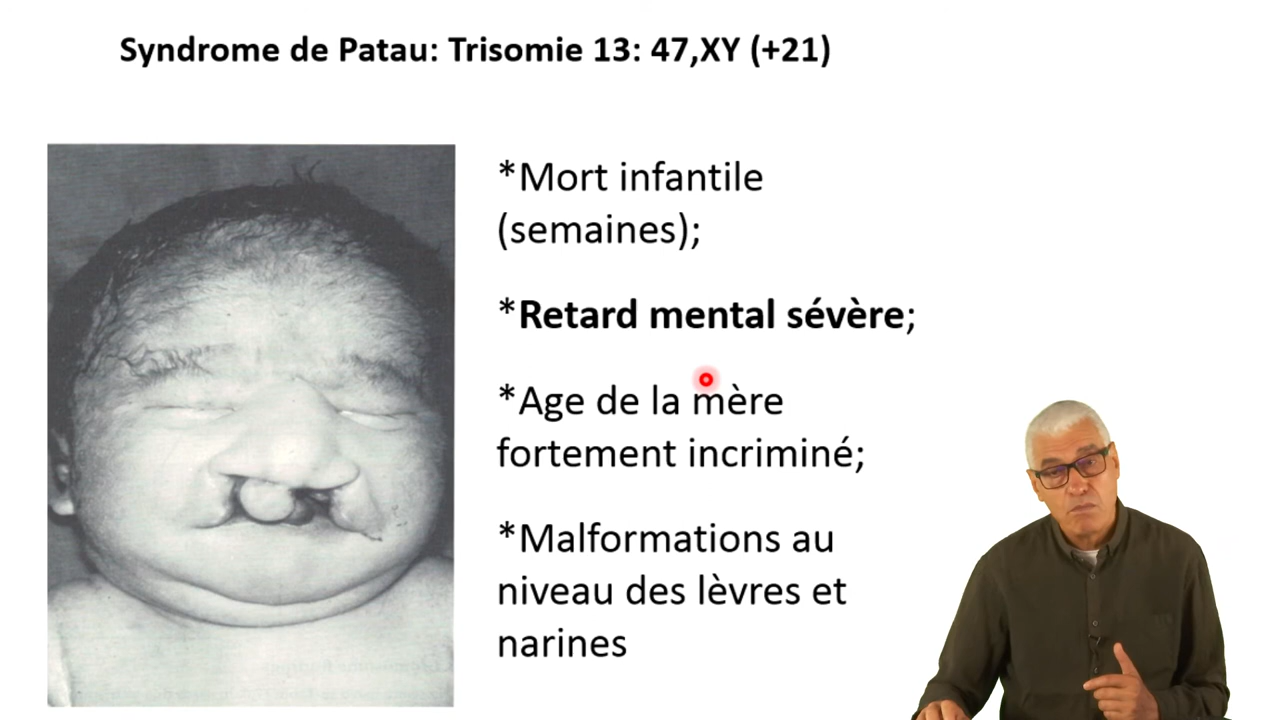 Syndrome de Patau: Trisomie 13: 47,XY (+21)
*Mort infantile
(semaines);
*Retard mental sévère;
*Age de la mère
fortement incriminé;
*Malformations au
niveau des lèvres et
narines